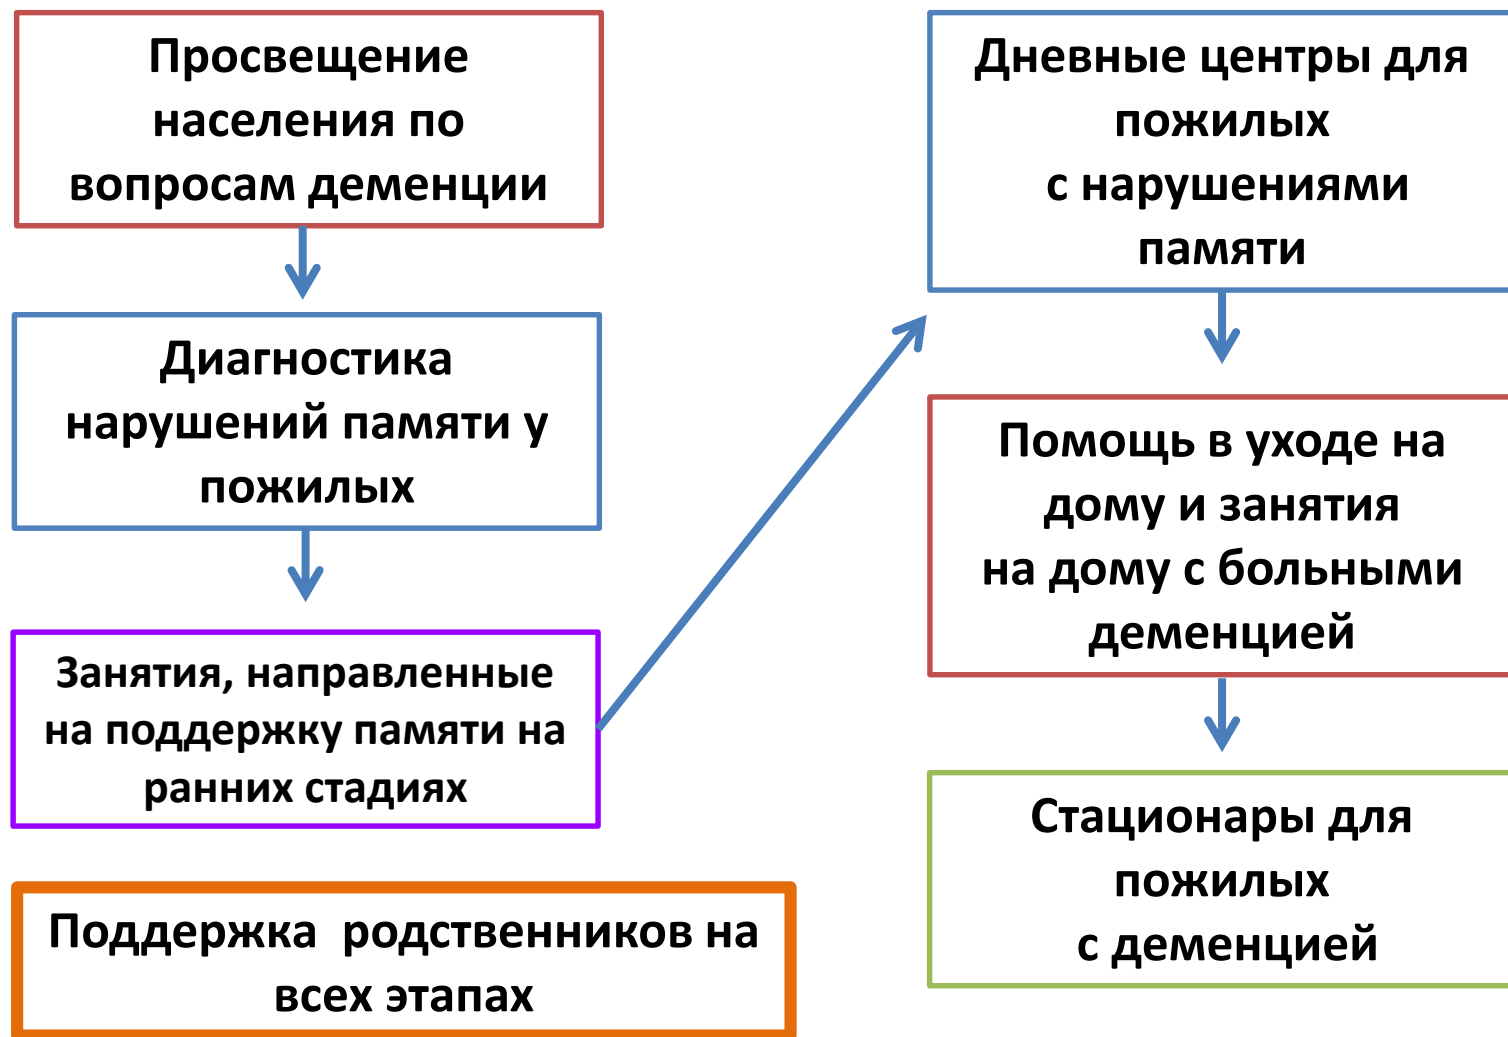 Просвещение
населения по
вопросам деменции
Диагностика
нарушений памяти у
пожилых
Занятия, направленные
на поддержку памяти на
ранних стадиях
Поддержка родственников на
всех этапах
Дневные центры для
пожилых
с нарушениями
памяти
Помощь в уходе на
дому и занятия
на дому с больными
деменцией
Стационары для
пожилых
с деменцией